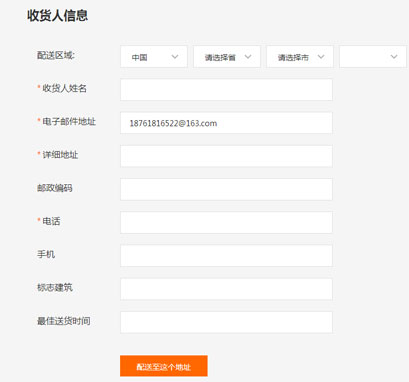 收货人信息
配送区域: 中国 请选择省 请选择市
* 收货人姓名
* 电子邮件地址 18761816522@163.com
* 详细地址
邮政编码
* 电话
手机
标志建筑
最佳送货时间
配送至这个地址